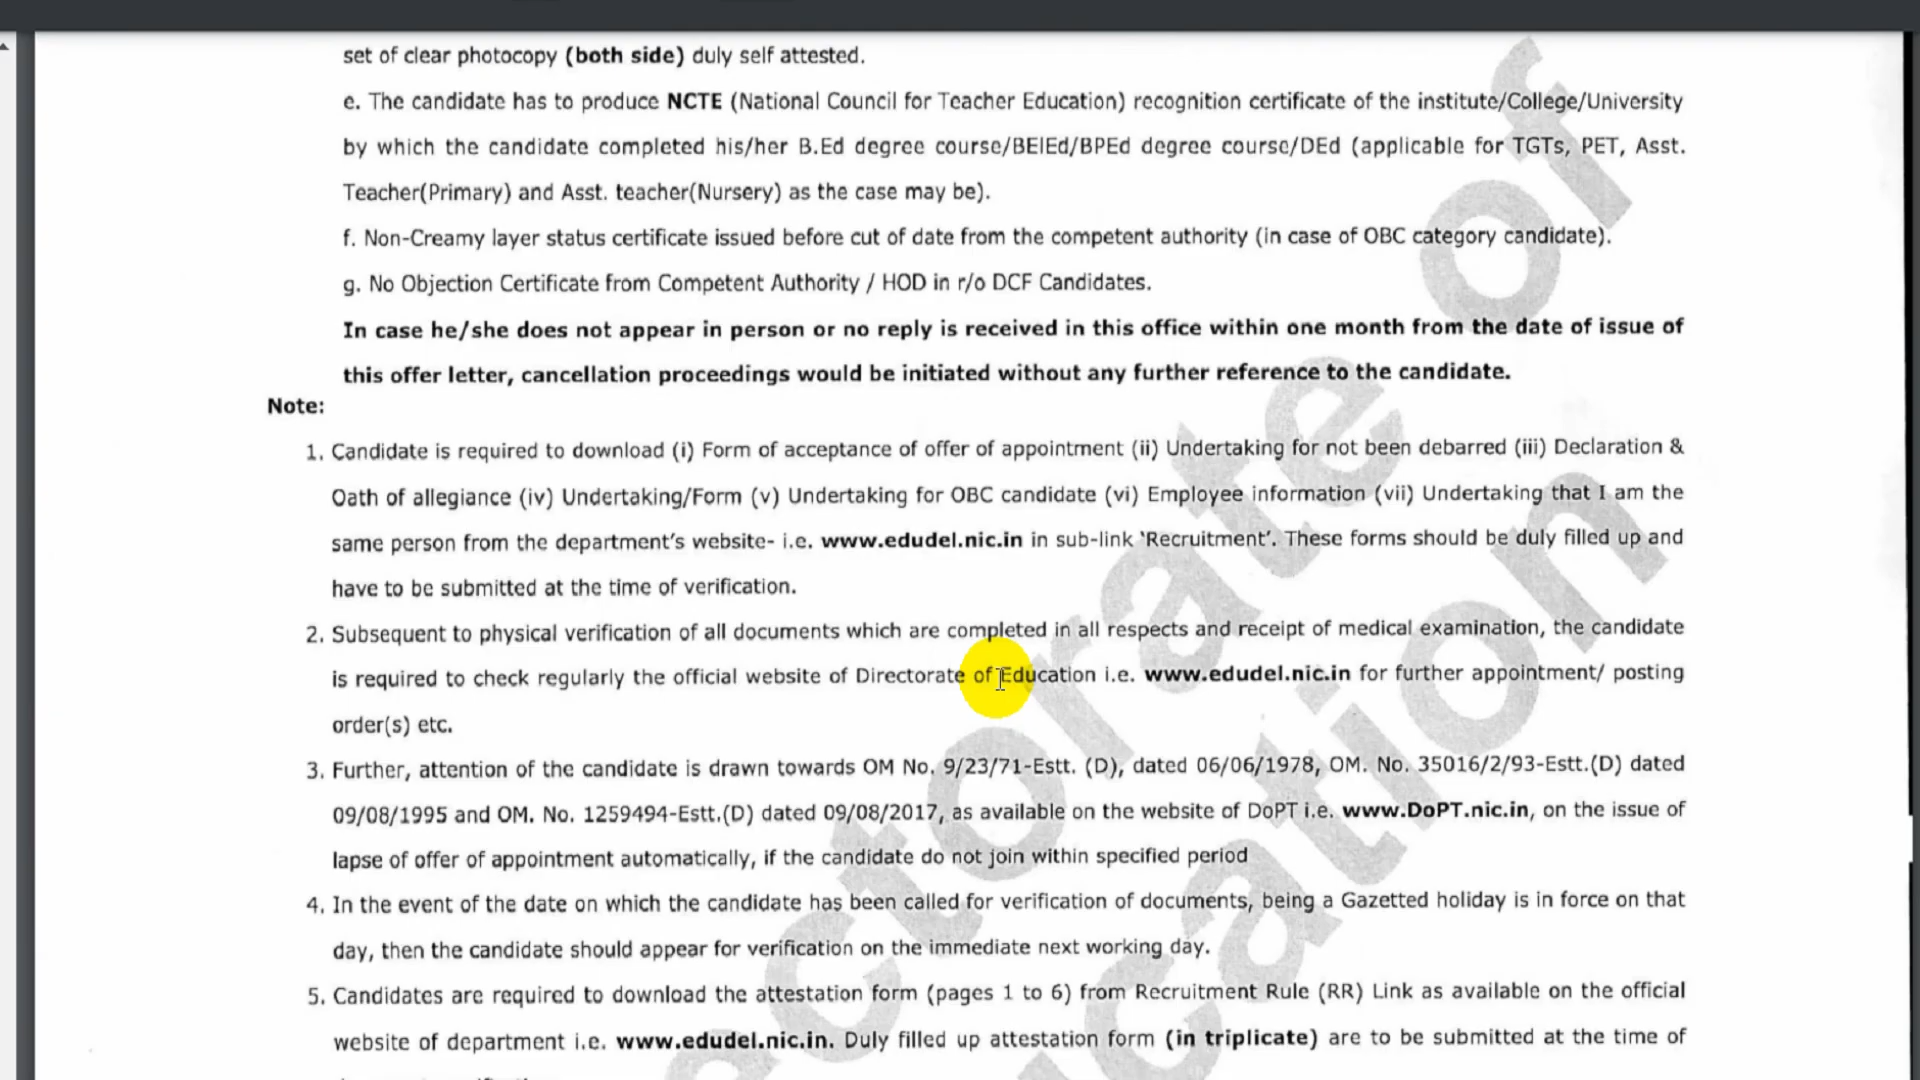 set of clear photocopy (both side) duly self attested.
e. The candidate has to produce NCTE (National Council for Teacher Education) recognition certificate of the institute/College/University
by which the candidate completed his/her B.Ed degree course/BElEd/BPEd degree course/DEd (applicable for TGTs, PET, Asst.
Teacher(Primary) and Asst. teacher(Nursery) as the case may be).
f. Non-Creamy layer status certificate issued before cut of date from the competent authority (in case of OBC category candidate).
g. No Objection Certificate from Competent Authority / HOD in r/o DCF Candidates.
In case he/she does not appear in person or no reply is received in this office within one month from the date of issue of
this offer letter, cancellation proceedings would be initiated without any further reference to the candidate.
Note:
1. Candidate is required to download (i) Form of acceptance of offer of appointment (ii) Undertaking for not been debarred (iii) Declaration &
Oath of allegiance (iv) Undertaking/Form (v) Undertaking for OBC candidate (vi) Employee information (vii) Undertaking that I am the
same person from the department's website- i.e. www.edudel.nic.in in sub-link 'Recruitment'. These forms should be duly filled up and
have to be submitted at the time of verification.
2. Subsequent to physical verification of all documents which are completed in all respects and receipt of medical examination, the candidate
is required to check regularly the official website of Directorate of Education i.e. www.edudel.nic.in for further appointment/ posting
order(s) etc.
3. Further, attention of the candidate is drawn towards OM No. 9/23/71-Estt. (D), dated 06/06/1978, OM. No. 35016/2/93-Estt.(D) dated
09/08/1995 and OM. No. 1259494-Estt.(D) dated 09/08/2017, as available on the website of DoPT i.e. www.DoPT.nic.in, on the issue of
lapse of offer of appointment automatically, if the candidate do not join within specified period
4. In the event of the date on which the candidate has been called for verification of documents, being a Gazetted holiday is in force on that
day, then the candidate should appear for verification on the immediate next working day.
5. Candidates are required to download the attestation form (pages 1 to 6) from Recruitment Rule (RR) Link as available on the official
website of department i.e. www.edudel.nic.in. Duly filled up attestation form (in triplicate) are to be submitted at the time of